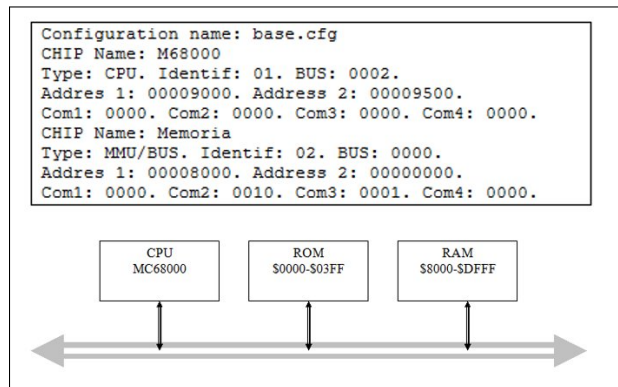 Configuration name: base.cfg
CHIP Name: M68000
Type: CPU. Identif: 01. BUS: 0002.
Addres 1: 00009000. Address 2: 00009500.
Com1: 0000. Com2: 0000. Com3: 0000. Com4: 0000.
CHIP Name: Memoria
Type: MMU/BUS. Identif: 02. BUS: 0000.
Addres 1: 00008000. Address 2: 00000000.
Com1: 0000. Com2: 0010. Com3: 0001. Com4: 0000.
CPU
MC68000
ROM
$0000-$03FF
RAM
$8000-$DFFF